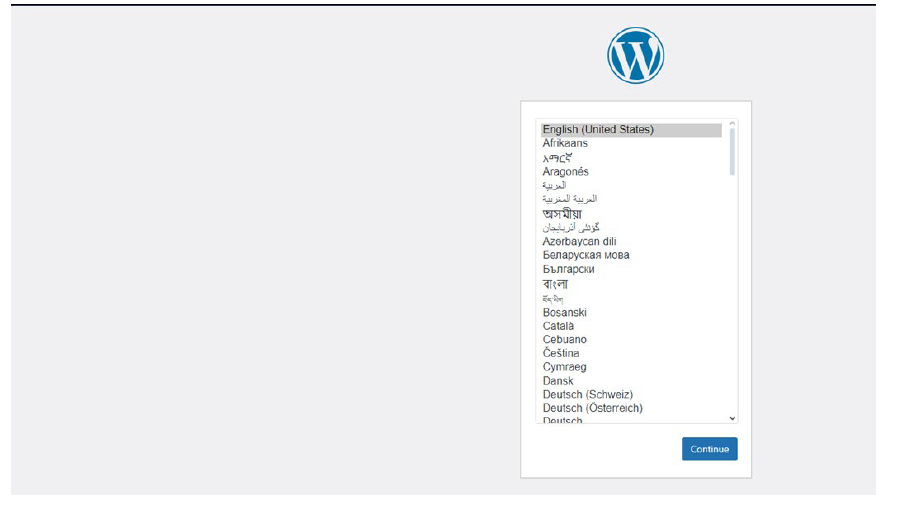 English (United States)
Afrikaans
አማርኛ
Aragonés
العربية
العربية المغربية
অসমীয়া
گؤنئی آذربایجان
Azərbaycan dili
Беларуская мова
Български
বাংলা
བོད་ཡིག
Bosanski
Català
Cebuano
Čeština
Cymraeg
Dansk
Deutsch (Schweiz)
Deutsch (Österreich)
Deutsch
Continue